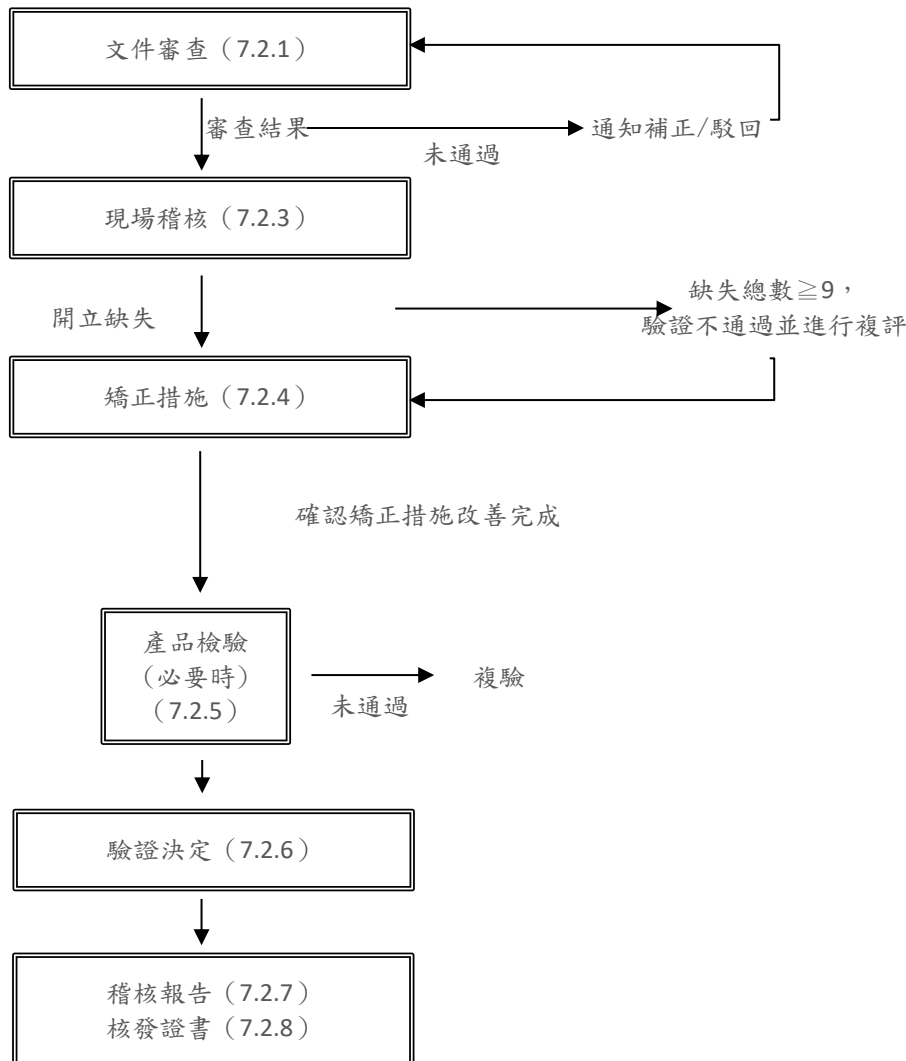 文件審查（7.2.1）
審查結果
未通過
通知補正/駁回
現場稽核（7.2.3）
開立缺失
缺失總數≧9，
驗證不通過並進行複評
矯正措施（7.2.4）
確認矯正措施改善完成
產品檢驗
(必要時)
（7.2.5）
未通過
複驗
驗證決定（7.2.6）
稽核報告（7.2.7）
核發證書（7.2.8）